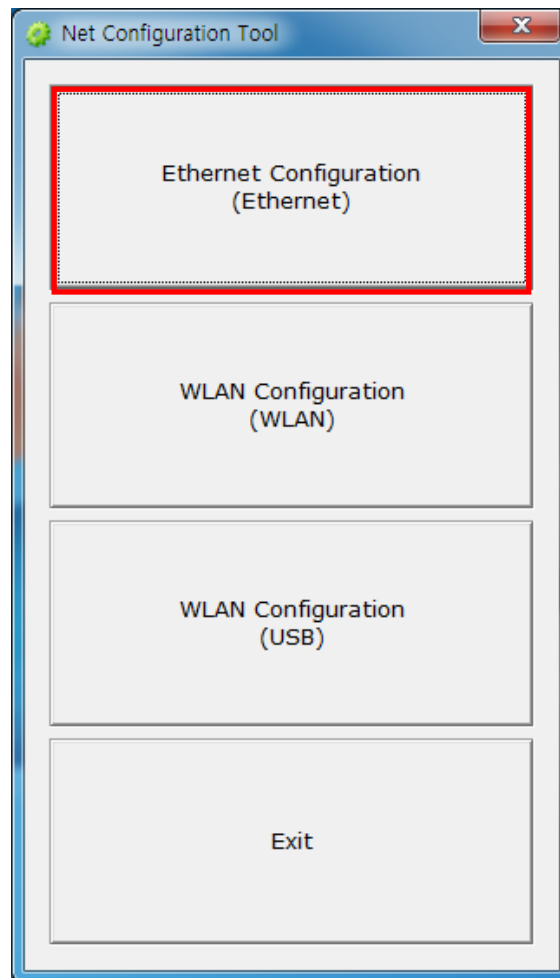 Net Configuration Tool
Ethernet Configuration
(Ethernet)
WLAN Configuration
(WLAN)
WLAN Configuration
(USB)
Exit